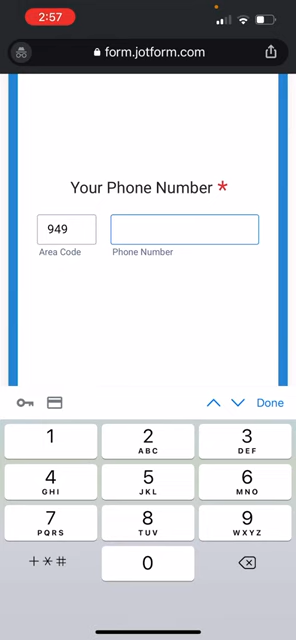 2:57
form.jotform.com
Your Phone Number *
949
Area Code
Phone Number
Done
1
2
ABC
3
DEF
4
GHI
5
JKL
6
MNO
7
PQRS
8
TUV
9
WXYZ
+*#
0